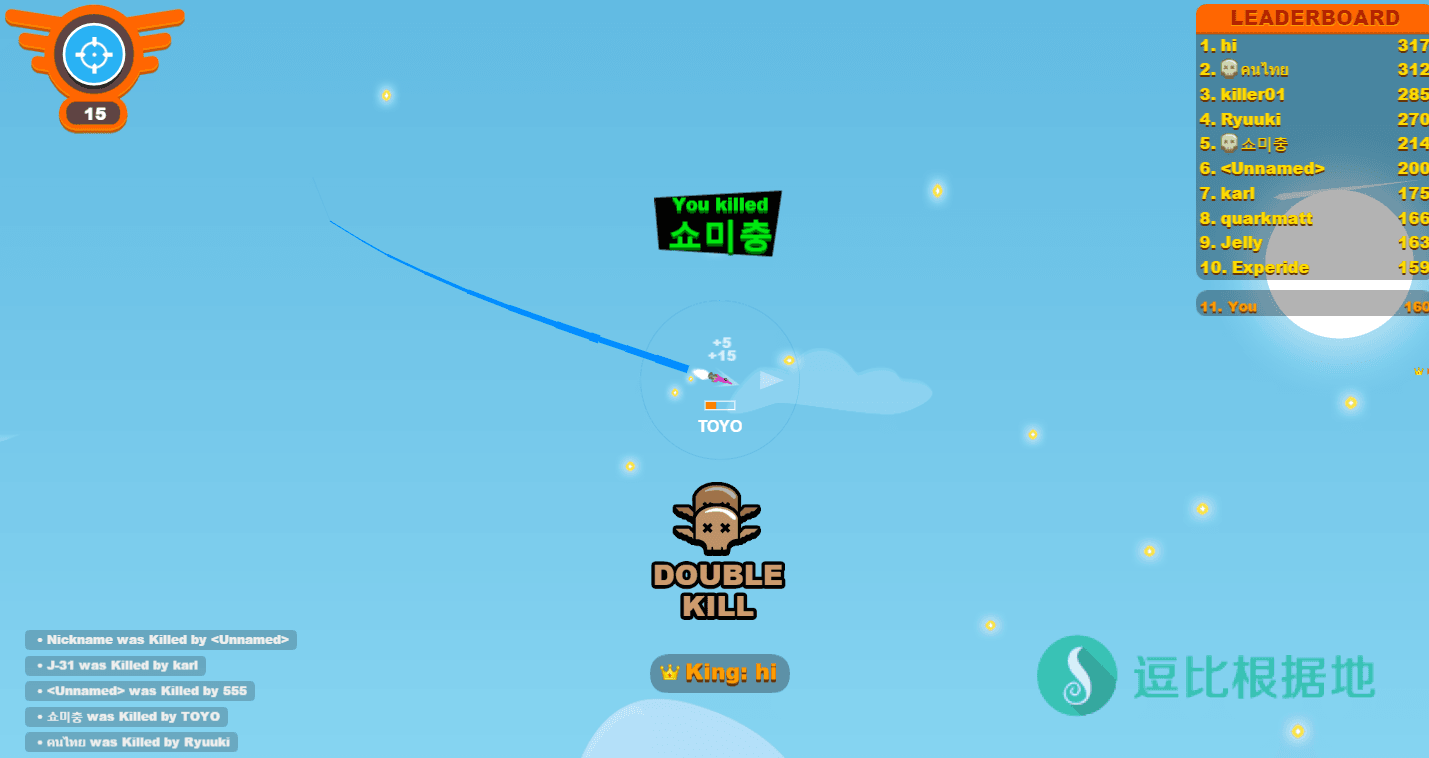 15
LEADERBOARD
1. hi 317
2. คนไทย 312
3. killer01 285
4. Ryuuki 270
5. 쇼미충 214
6. <Unnamed> 200
7. karl 175
8. quarkmatt 166
9. Jelly 163
10. Experide 159
11. You 160
You killed
쇼미충
+5
+15
TOYO
DOUBLE
KILL
King: hi
• Nickname was Killed by <Unnamed>
• J-31 was Killed by karl
• <Unnamed> was Killed by 555
• 쇼미충 was Killed by TOYO
• คนไทย was Killed by Ryuuki
逗比根据地